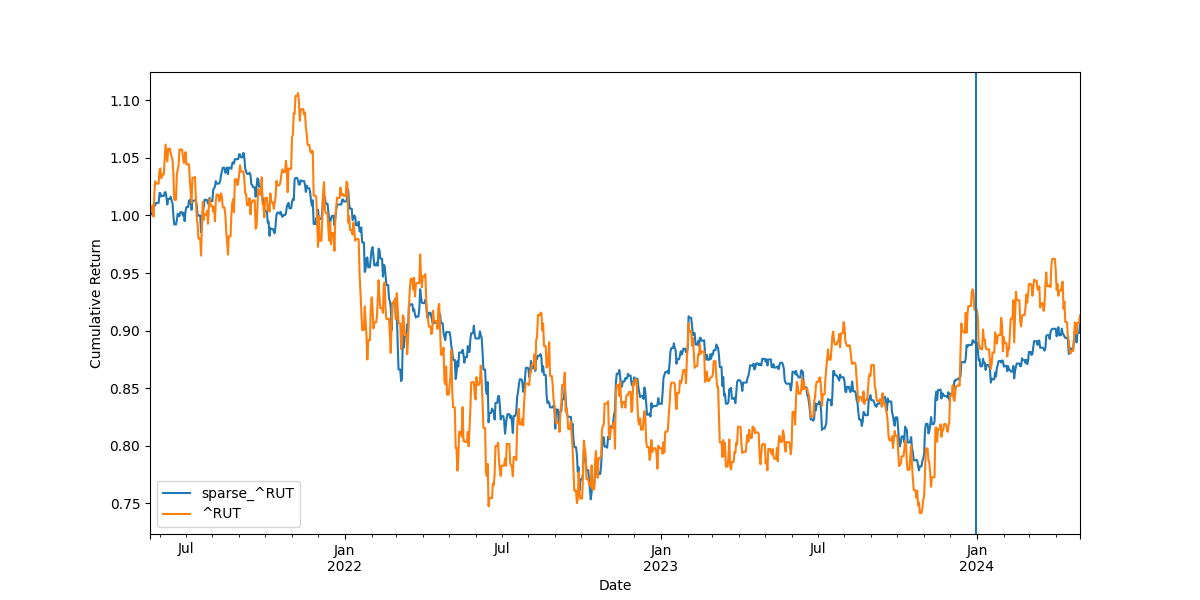 1.10
1.05
1.00
0.95
0.90
0.85
0.80
0.75
Cumulative Return
sparse_^RUT
^RUT
Jul
Jan
2022
Jul
Jan
2023
Jul
Jan
2024
Date